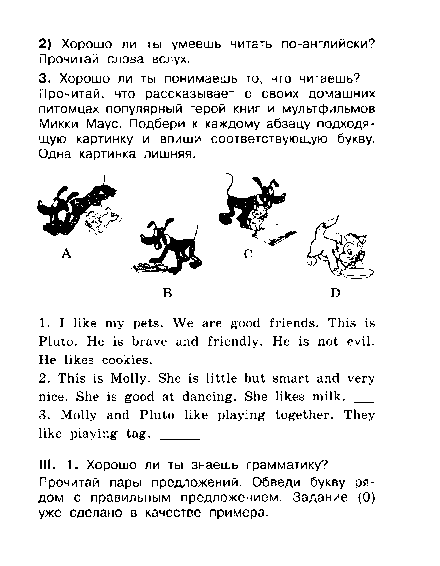 2) Хорошо ли ты умеешь читать по-английски?
Прочитай слова вслух.
3. Хорошо ли ты понимаешь то, что читаешь?
Прочитай, что рассказывает о своих домашних
питомцах популярный герой книг и мультфильмов
Микки Маус. Подбери к каждому абзацу подходя-
щую картинку и впиши соответствующую букву.
Одна картинка лишняя.
A
B
C
D
1. I like my pets. We are good friends. This is
Pluto. He is brave and friendly. He is not evil.
He likes cookies.
2. This is Molly. She is little but smart and very
nice. She is good at dancing. She likes milk. ___
3. Molly and Pluto like playing together. They
like playing tag. _____
III. 1. Хорошо ли ты знаешь грамматику?
Прочитай пары предложений. Обведи букву ря-
дом с правильным предложением. Задание (0)
уже сделано в качестве примера.